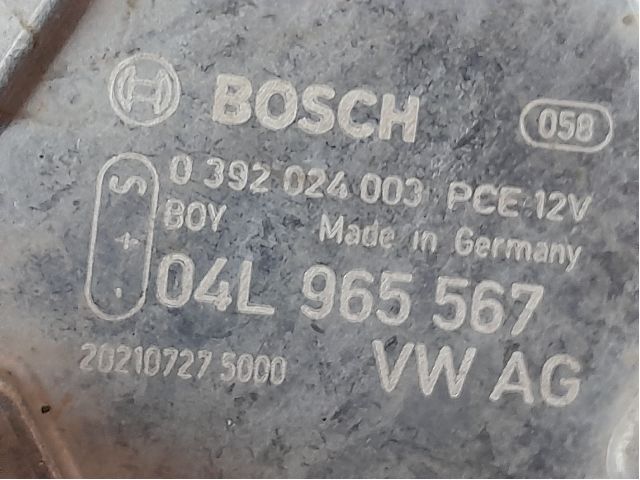 BOSCH
058
0 392 024 003 PCE 12V
BOY Made in Germany
S + -
04L 965 567
20210727 5000
VW AG